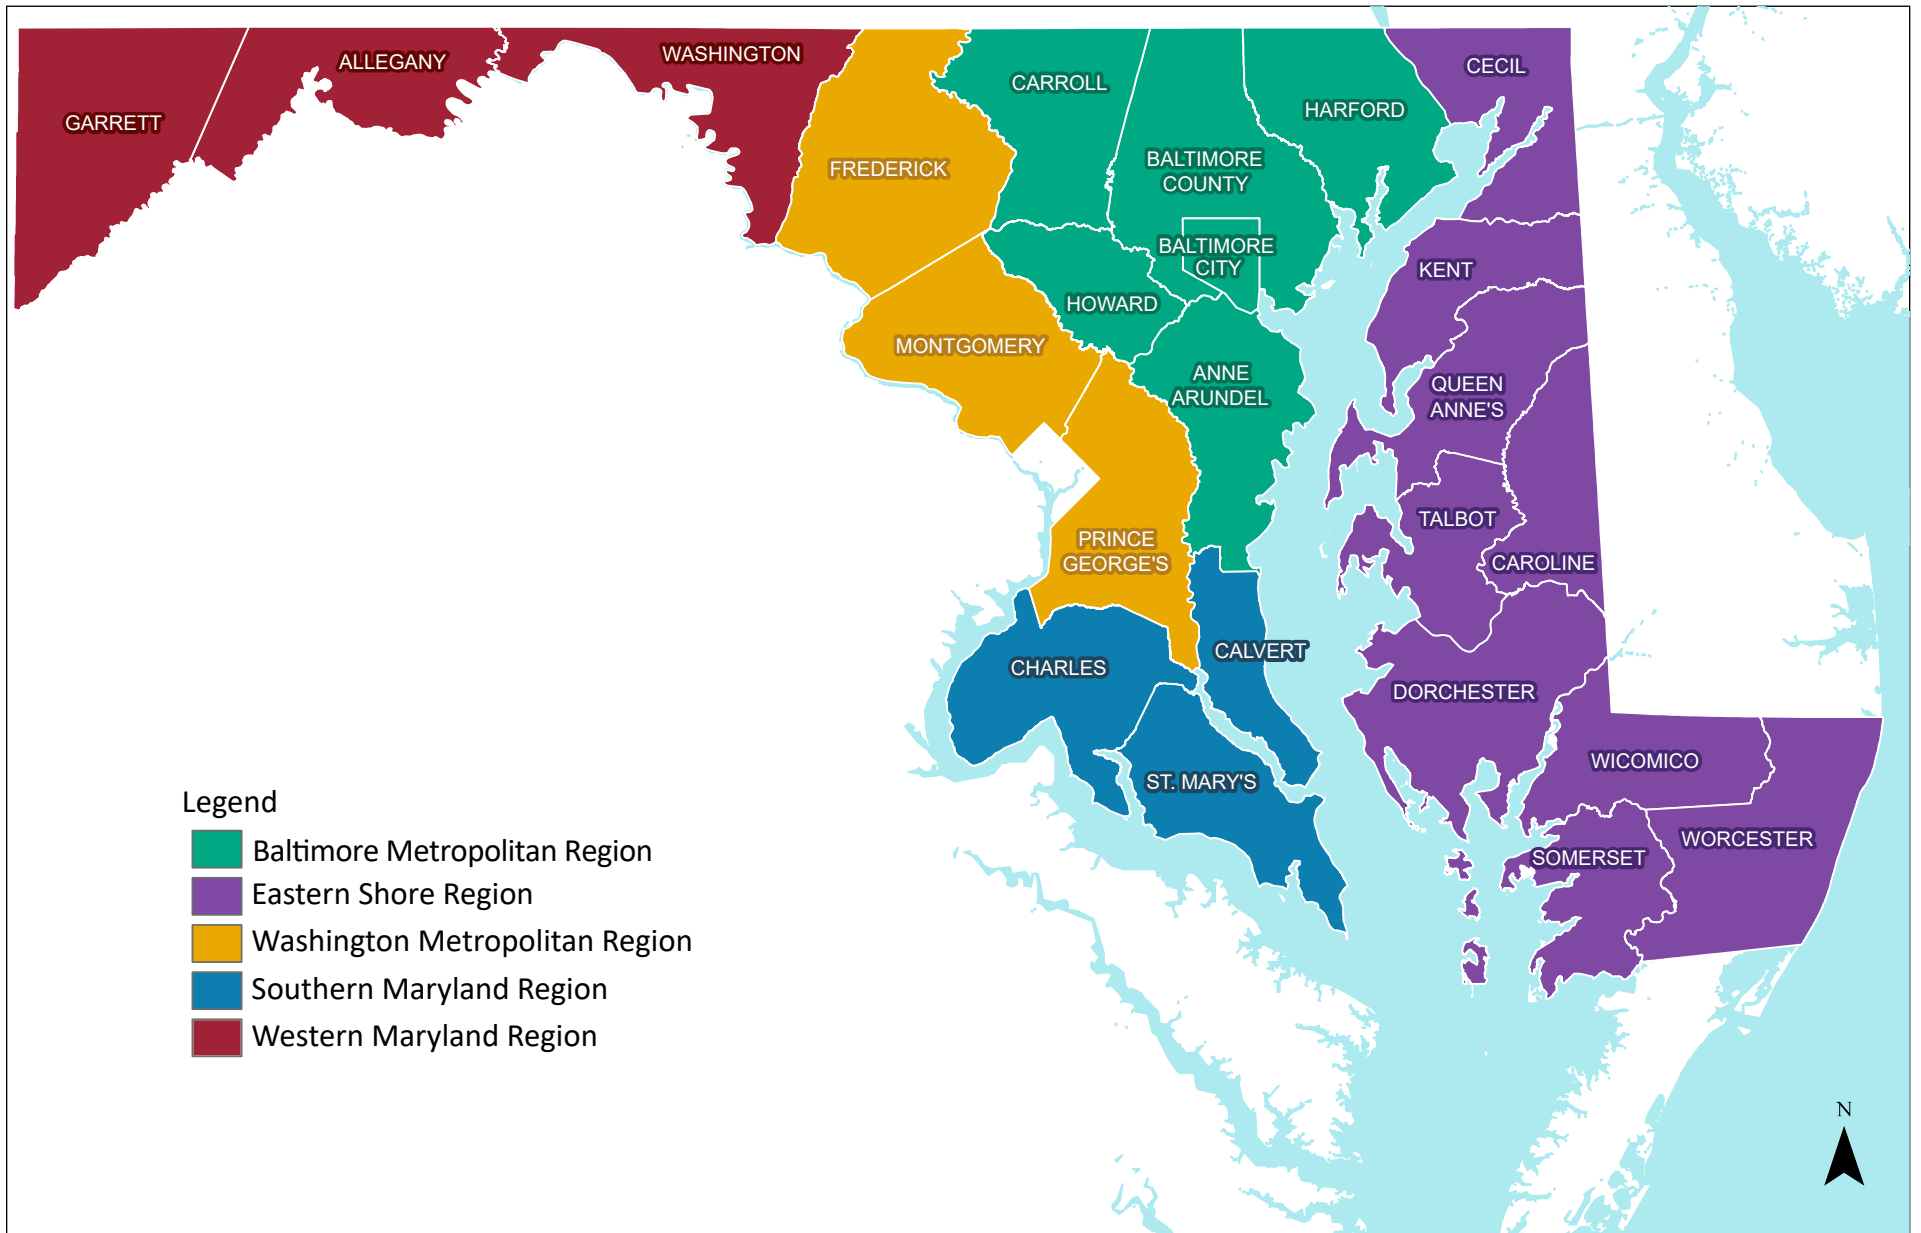 GARRETT
ALLEGANY
WASHINGTON
FREDERICK
CARROLL
BALTIMORE
COUNTY
HARFORD
CECIL
BALTIMORE
CITY
KENT
HOWARD
MONTGOMERY
ANNE
ARUNDEL
QUEEN
ANNE'S
TALBOT
PRINCE
GEORGE'S
CAROLINE
CHARLES
CALVERT
DORCHESTER
ST. MARY'S
WICOMICO
SOMERSET
WORCESTER
Legend
Baltimore Metropolitan Region
Eastern Shore Region
Washington Metropolitan Region
Southern Maryland Region
Western Maryland Region
N